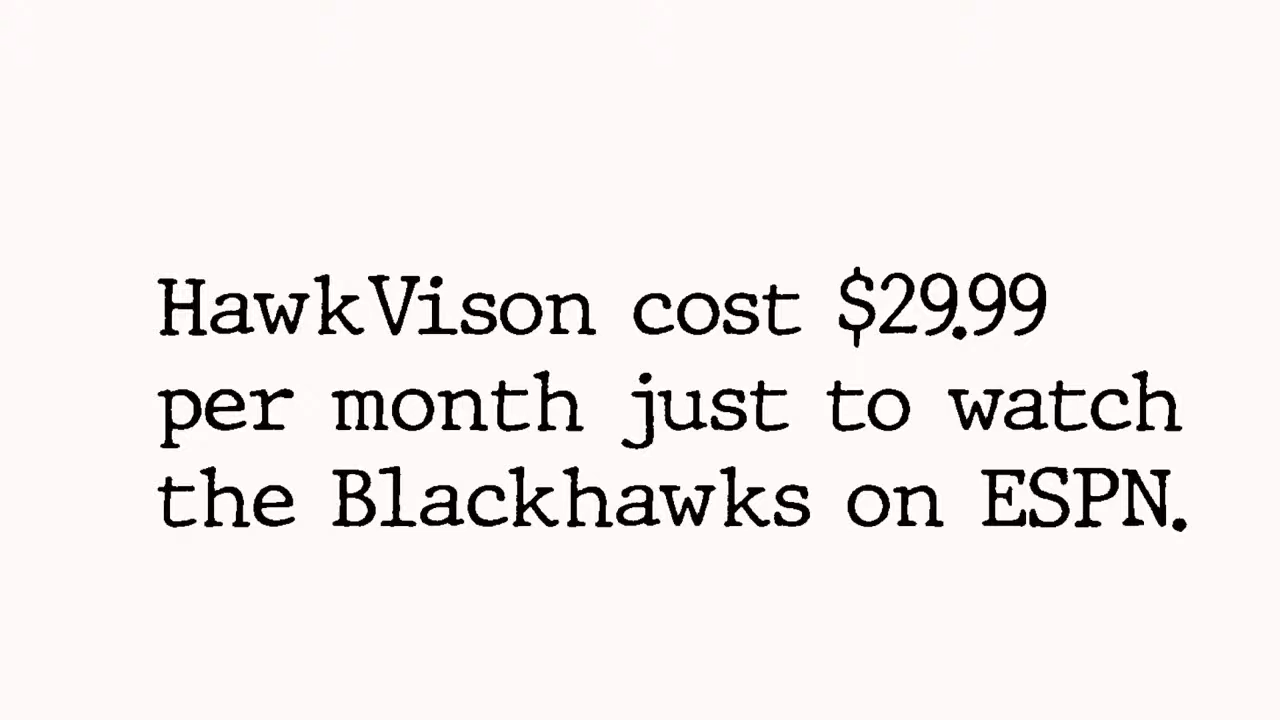 HawkVison cost $29.99
per month just to watch
the Blackhawks on ESPN.